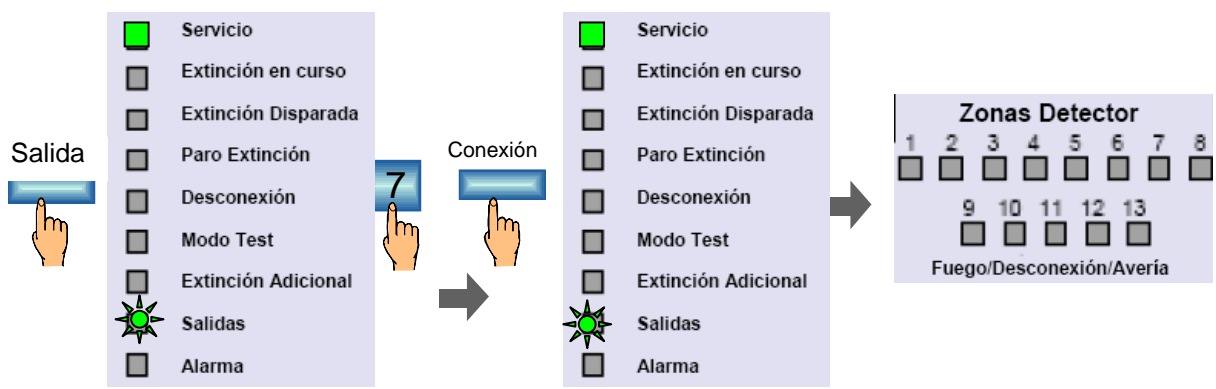 Salida
Servicio
Extinción en curso
Extinción Disparada
Paro Extinción
Desconexión
Modo Test
Extinción Adicional
Salidas
Alarma
7
Conexión
Servicio
Extinción en curso
Extinción Disparada
Paro Extinción
Desconexión
Modo Test
Extinción Adicional
Salidas
Alarma
Zonas Detector
1 2 3 4 5 6 7 8
9 10 11 12 13
Fuego/Desconexión/Avería